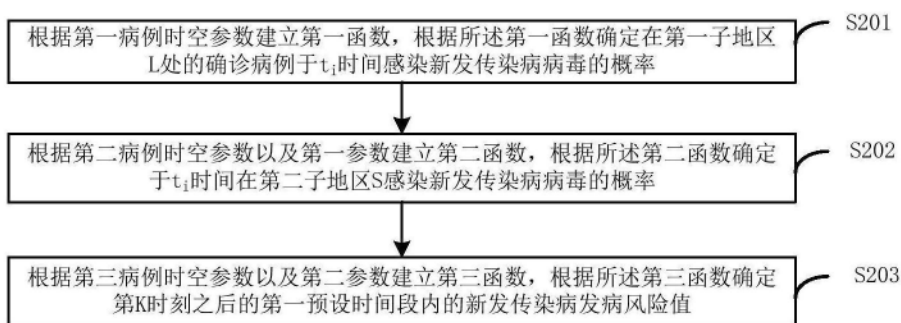 根据第一病例时空参数建立第一函数，根据所述第一函数确定在第一子地区
L处的确诊病例于tᵢ时间感染新发传染病病毒的概率
S201
根据第二病例时空参数以及第一参数建立第二函数，根据所述第二函数确定
于tᵢ时间在第二子地区S感染新发传染病病毒的概率
S202
根据第三病例时空参数以及第二参数建立第三函数，根据所述第三函数确定
第K时刻之后的第一预设时间段内的新发传染病发病风险值
S203